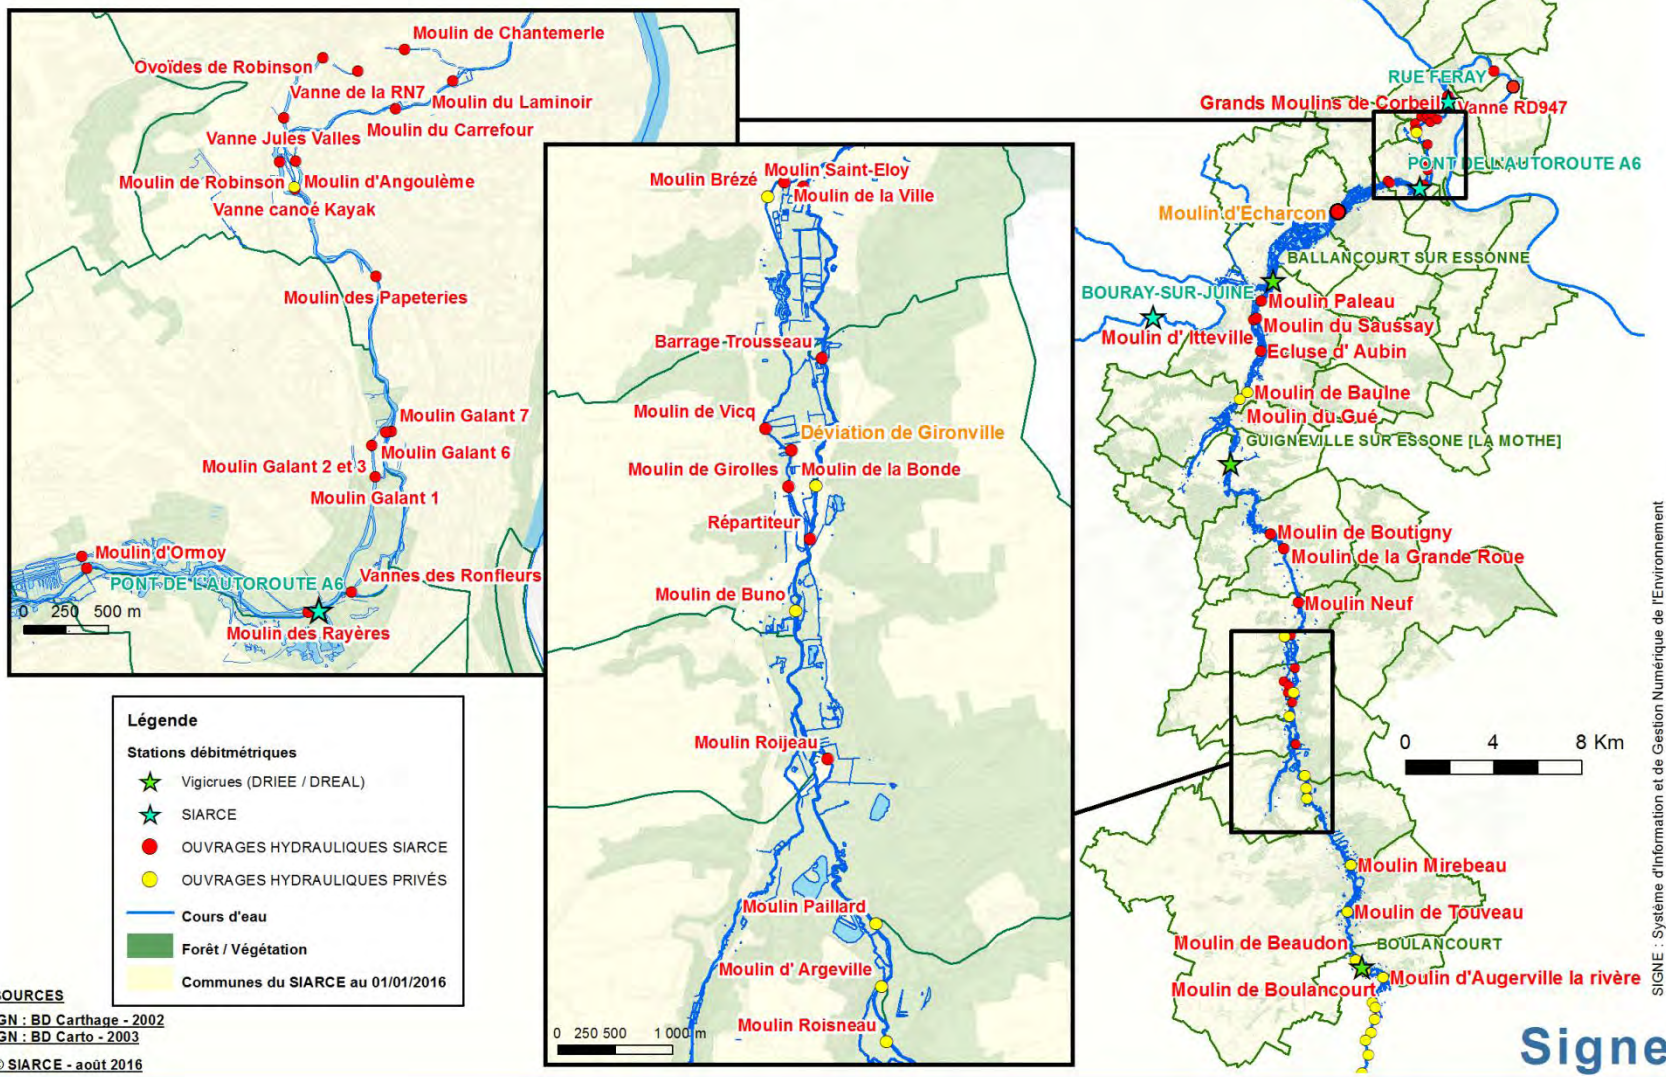 Moulin de Chantemerle
Ovoïdes de Robinson
Vanne de la RN7
Moulin du Laminoir
Moulin du Carrefour
Vanne Jules Valles
Moulin de Robinson
Moulin d'Angoulème
Vanne canoé Kayak
Moulin des Papeteries
Moulin Galant 7
Moulin Galant 6
Moulin Galant 2 et 3
Moulin Galant 1
Moulin d'Ormoy
PONT DE L'AUTOROUTE A6
Vannes des Ronfleurs
0 250 500 m
Moulin des Rayères
Moulin Brézé
Moulin Saint-Eloy
Moulin de la Ville
Barrage Trousseau
Moulin de Vicq
Déviation de Gironville
Moulin de Girolles
Moulin de la Bonde
Répartiteur
Moulin de Buno
Moulin Roijeau
Moulin Paillard
Moulin d' Argeville
Moulin Roisneau
0 250 500 1 000 m
RUE FERAY
Grands Moulins de Corbeil
Vanne RD947
PONT DE L'AUTOROUTE A6
Moulin d'Echarcon
BALLANCOURT SUR ESSONNE
BOURAY-SUR-JUINE
Moulin Paleau
Moulin du Saussay
Moulin d' Itteville
Ecluse d' Aubin
Moulin de Baulne
Moulin du Gué
GUIGNEVILLE SUR ESSONE [LA MOTHE]
Moulin de Boutigny
Moulin de la Grande Roue
Moulin Neuf
0 4 8 Km
Moulin Mirebeau
Moulin de Touveau
Moulin de Beaudon
BOULANCOURT
Moulin d'Augerville la rivère
Moulin de Boulancourt
Légende
Stations débitmétriques
Vigicrues (DRIEE / DREAL)
SIARCE
OUVRAGES HYDRAULIQUES SIARCE
OUVRAGES HYDRAULIQUES PRIVÉS
Cours d'eau
Forêt / Végétation
Communes du SIARCE au 01/01/2016
OURCES
GN : BD Carthage - 2002
GN : BD Carto - 2003
© SIARCE - août 2016
SIGNE : Système d'Information et de Gestion Numérique de l'Environnement
Signe